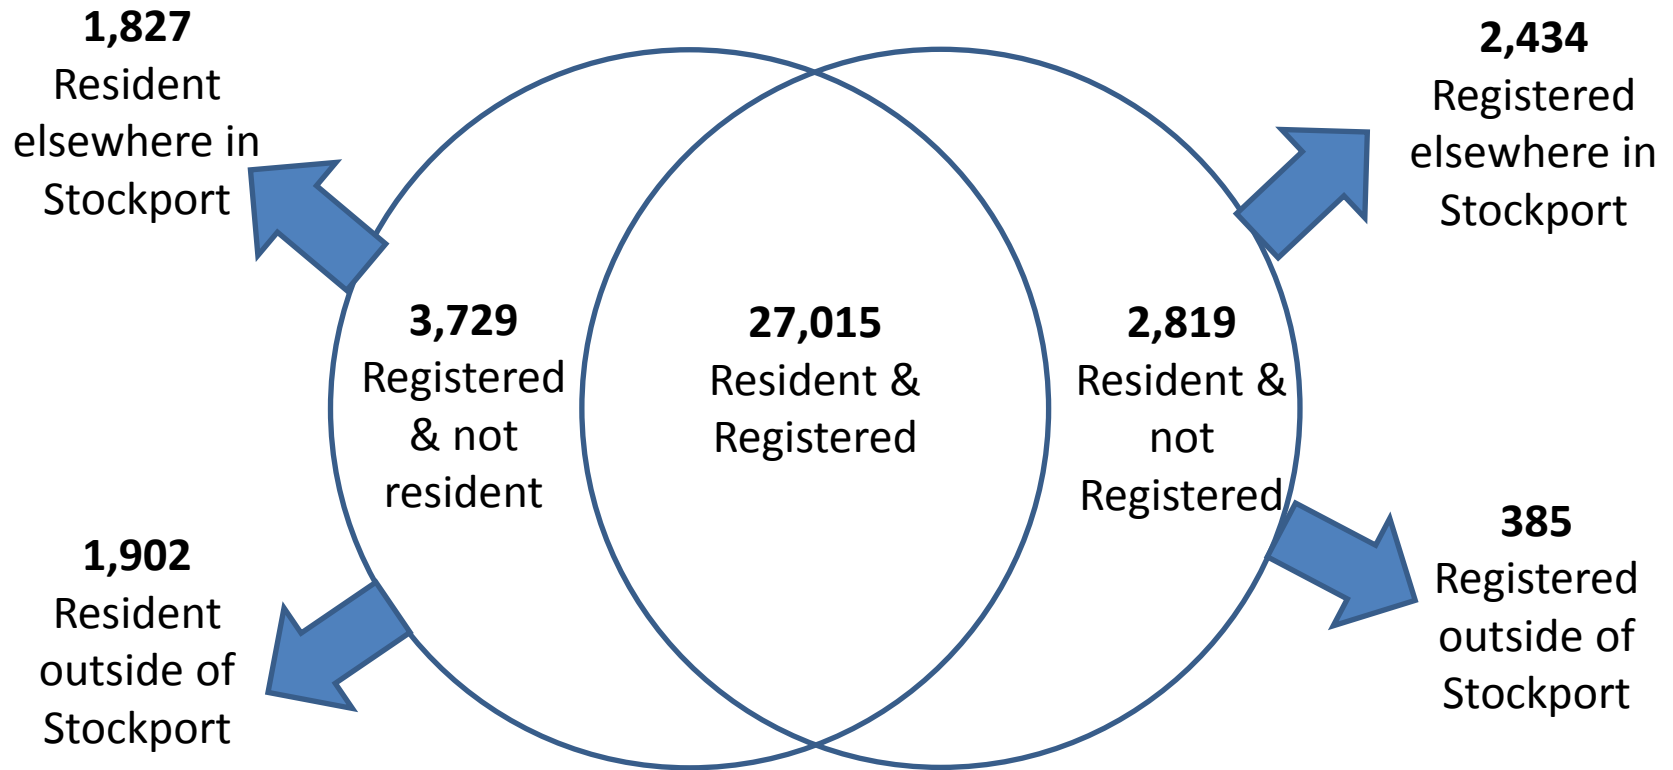 1,827
Resident
elsewhere in
Stockport
2,434
Registered
elsewhere in
Stockport
3,729
Registered
& not
resident
27,015
Resident &
Registered
2,819
Resident &
not
Registered
1,902
Resident
outside of
Stockport
385
Registered
outside of
Stockport